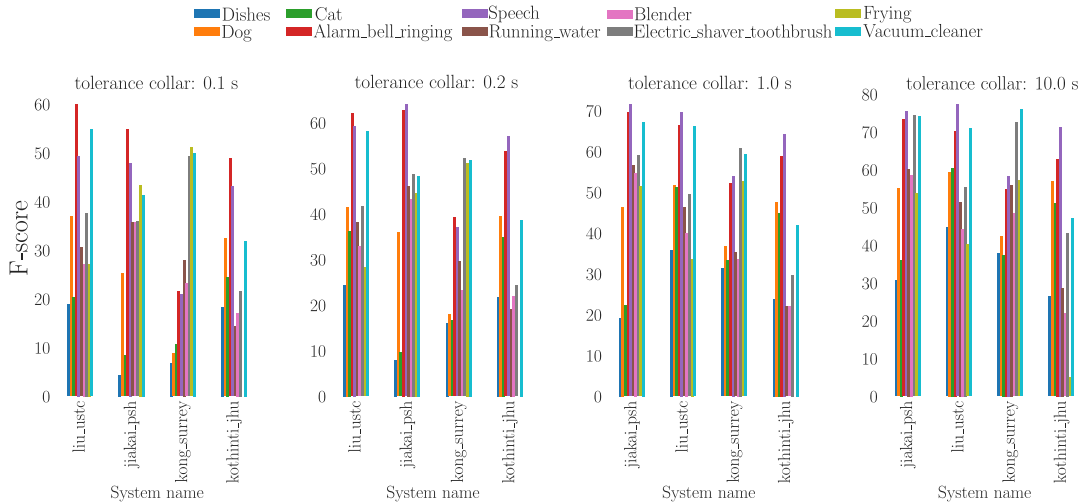 Dishes Cat Speech Blender Frying
Dog Alarm_bell_ringing Running_water Electric_shaver_toothbrush Vacuum_cleaner
tolerance collar: 0.1 s
tolerance collar: 0.2 s
tolerance collar: 1.0 s
tolerance collar: 10.0 s
F-score
60
50
40
30
20
10
0
liu_ustc
jiakai_psh
kong_surrey
kothinti_jhu
System name
60
50
40
30
20
10
0
liu_ustc
jiakai_psh
kong_surrey
kothinti_jhu
System name
70
60
50
40
30
20
10
0
jiakai_psh
liu_ustc
kong_surrey
kothinti_jhu
System name
80
70
60
50
40
30
20
10
0
jiakai_psh
liu_ustc
kong_surrey
kothinti_jhu
System name